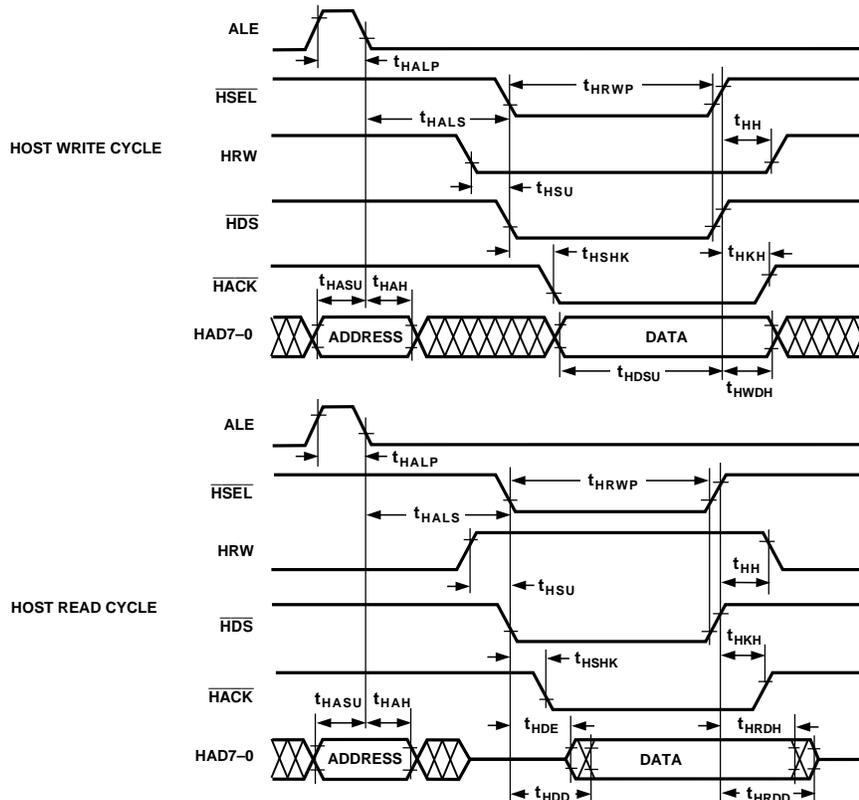 ALE
tHALP
HSEL
tHRWP
tHALS
tHH
HOST WRITE CYCLE
HRW
tHSU
HDS
tHSHK
tHKH
HACK
tHASU
tHAH
HAD7–0
ADDRESS
DATA
tHDSU
tHWDH
ALE
tHALP
HSEL
tHRWP
tHALS
HRW
tHH
tHSU
HOST READ CYCLE
HDS
tHKH
tHSHK
HACK
tHASU
tHAH
tHDE
tHRDH
HAD7–0
ADDRESS
DATA
tHDD
tHRDD